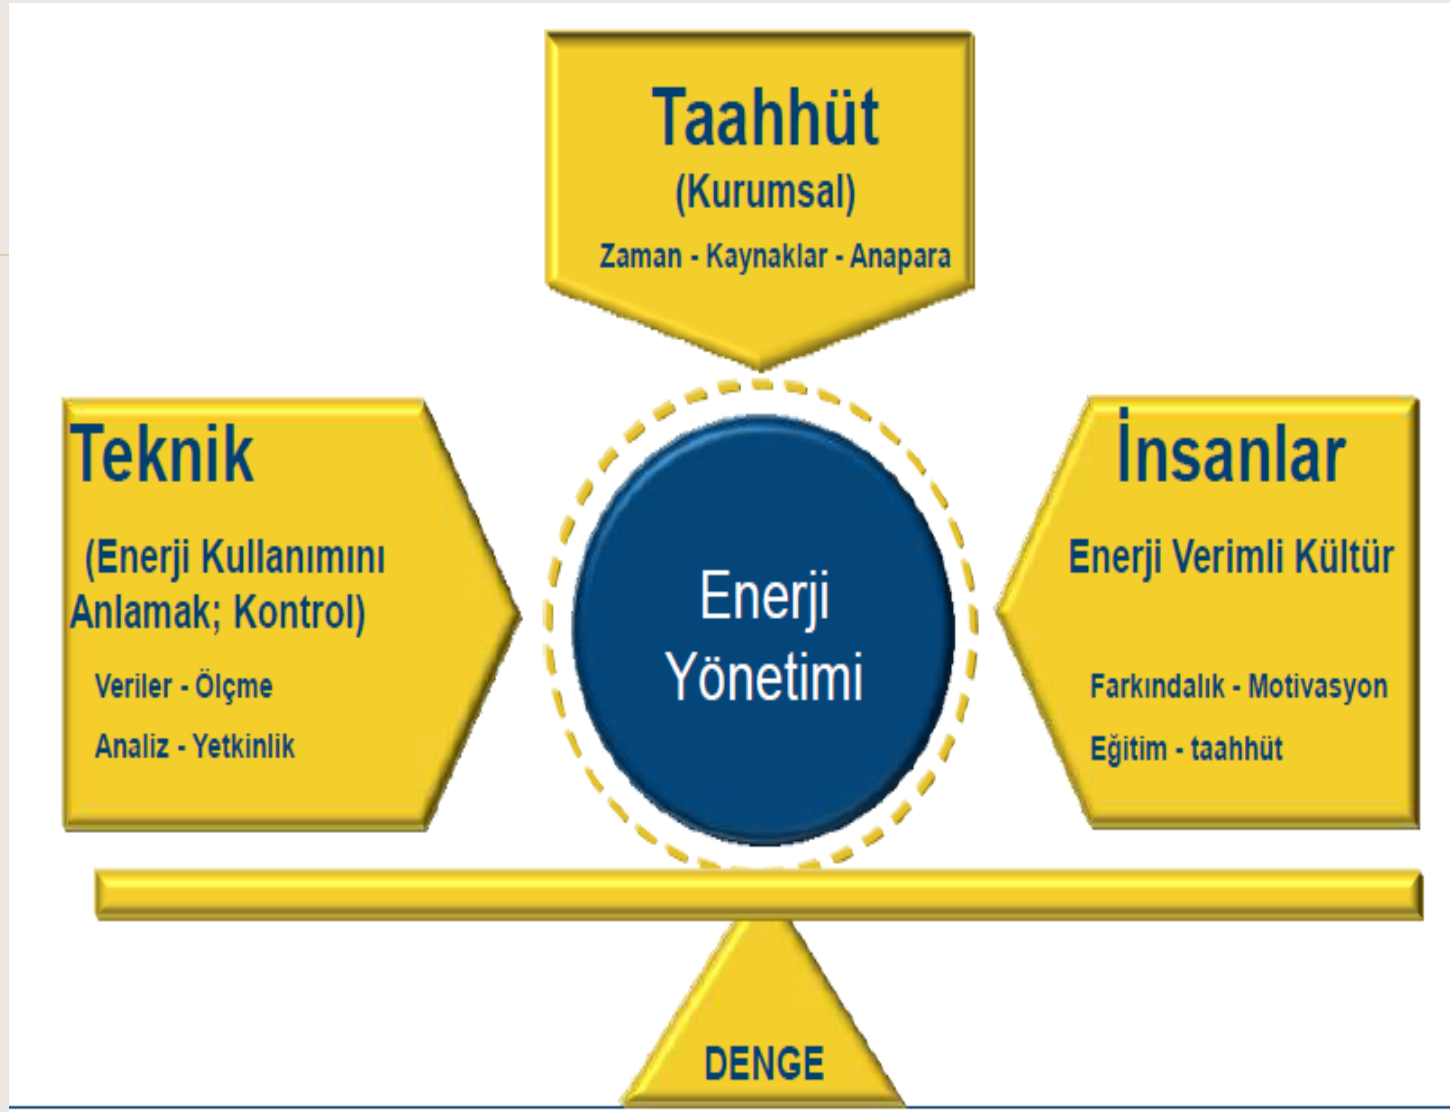 Taahhüt
(Kurumsal)
Zaman - Kaynaklar - Anapara
Teknik
(Enerji Kullanımını
Anlamak; Kontrol)
Veriler - Ölçme
Analiz - Yetkinlik
Enerji
Yönetimi
İnsanlar
Enerji Verimli Kültür
Farkındalık - Motivasyon
Eğitim - taahhüt
DENGE